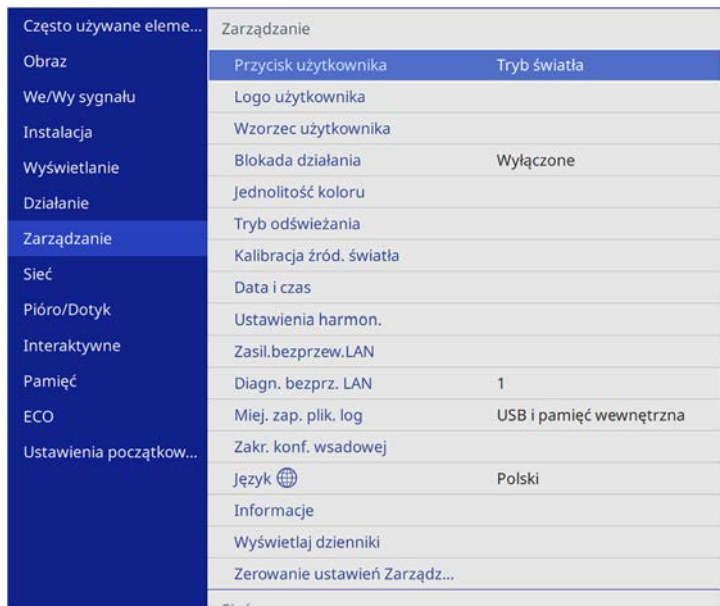 Często używane eleme...
Obraz
We/Wy sygnału
Instalacja
Wyświetlanie
Działanie
Zarządzanie
Sieć
Pióro/Dotyk
Interaktywne
Pamięć
ECO
Ustawienia początkow...
Zarządzanie
Przycisk użytkownika Tryb światła
Logo użytkownika
Wzorzec użytkownika
Blokada działania Wyłączone
Jednolitość koloru
Tryb odświeżania
Kalibracja źród. światła
Data i czas
Ustawienia harmon.
Zasil.bezprzew.LAN
Diagn. bezprz. LAN 1
Miej. zap. plik. log USB i pamięć wewnętrzna
Zakr. konf. wsadowej
Język Polski
Informacje
Wyświetlaj dzienniki
Zerowanie ustawień Zarządz...